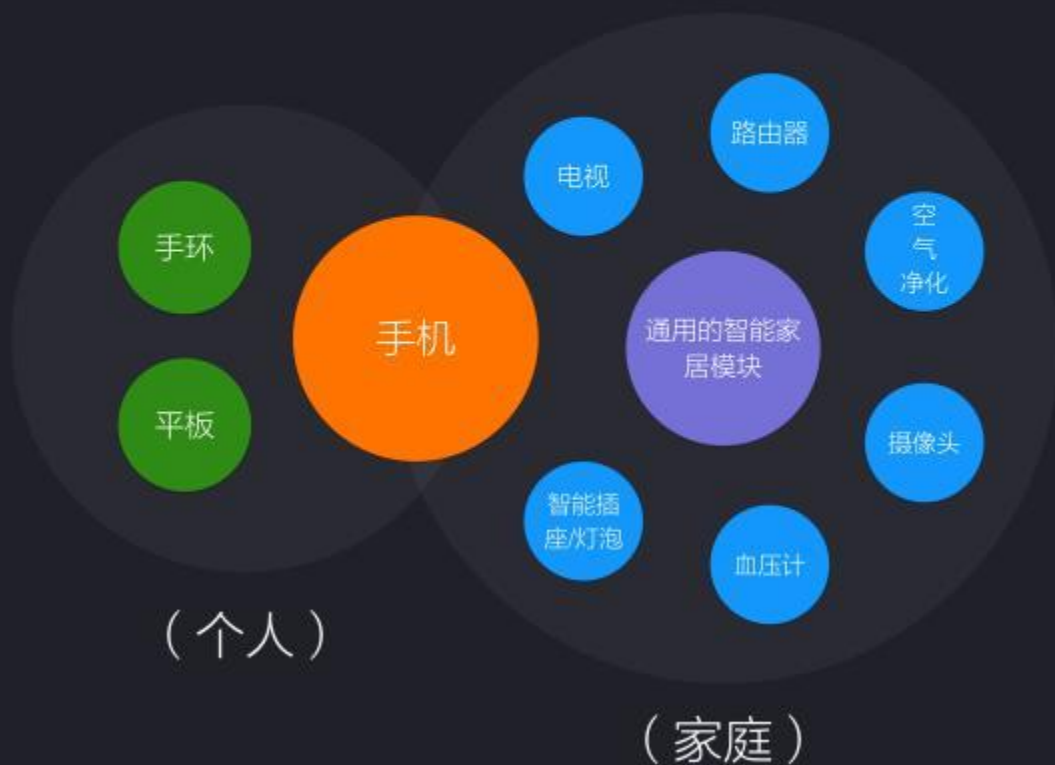 手环
平板
（个人）
手机
电视
路由器
空
气
净化
通用的智能家
居模块
摄像头
智能插
座/灯泡
血压计
（家庭）